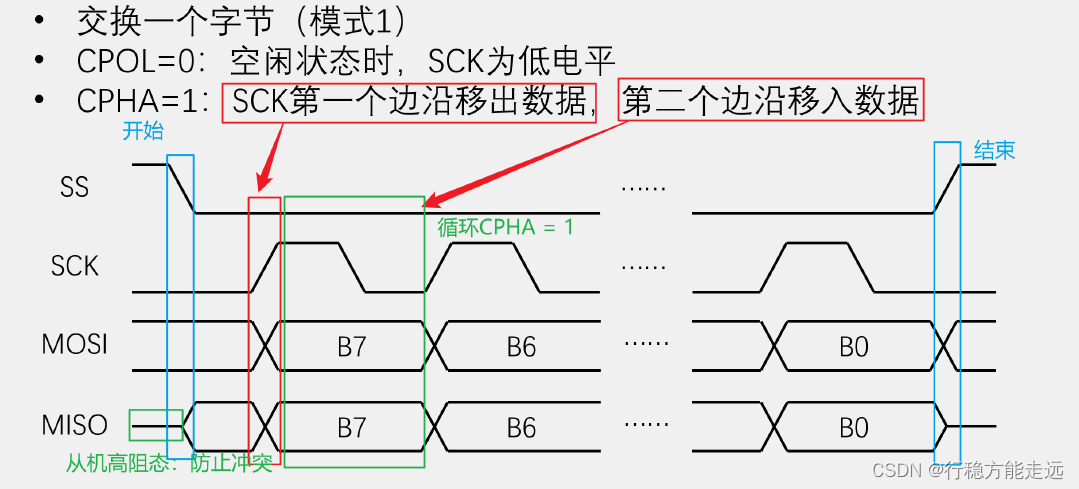 • 交换一个字节（模式1）
• CPOL=0：空闲状态时，SCK为低电平
• CPHA=1：SCK第一个边沿移出数据，第二个边沿移入数据
开始
结束
SS
······
循环CPHA = 1
SCK
······
MOSI
B7
B6
······
B0
MISO
B7
B6
······
B0
从机高阻态：防止冲突
CSDN @行稳方能走远